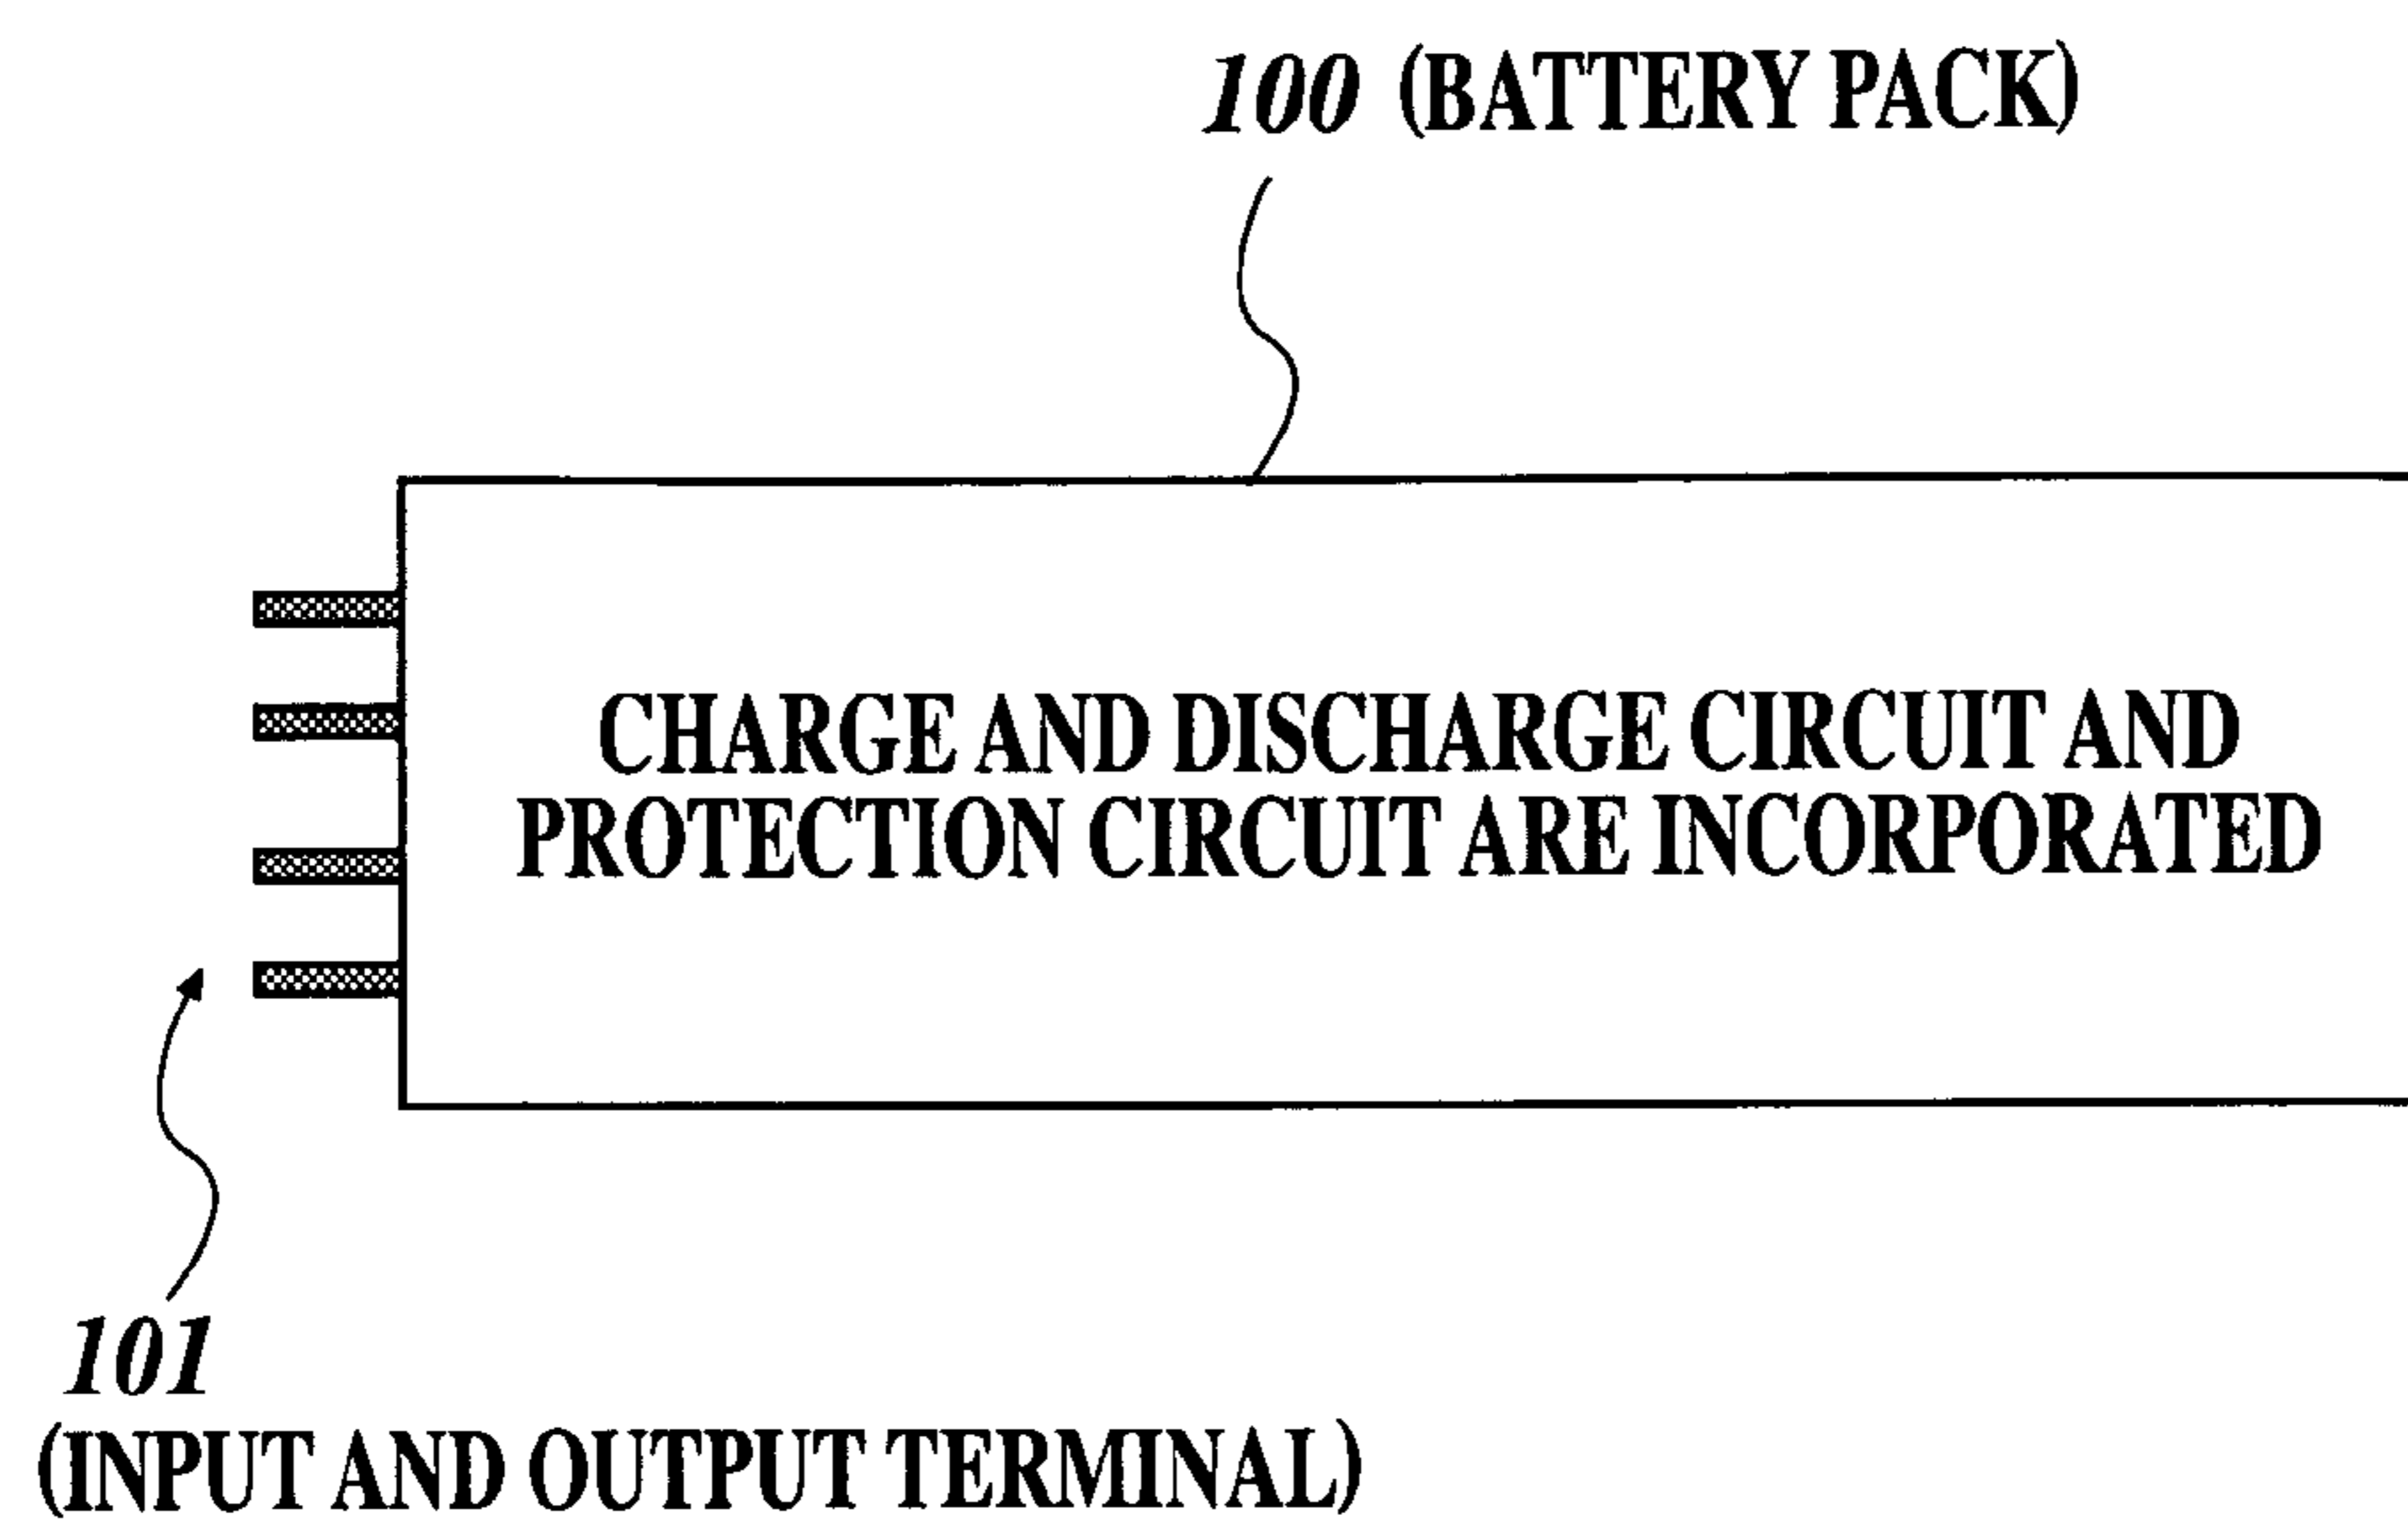 100 (BATTERY PACK)
CHARGE AND DISCHARGE CIRCUIT AND
PROTECTION CIRCUIT ARE INCORPORATED
101
(INPUT AND OUTPUT TERMINAL)